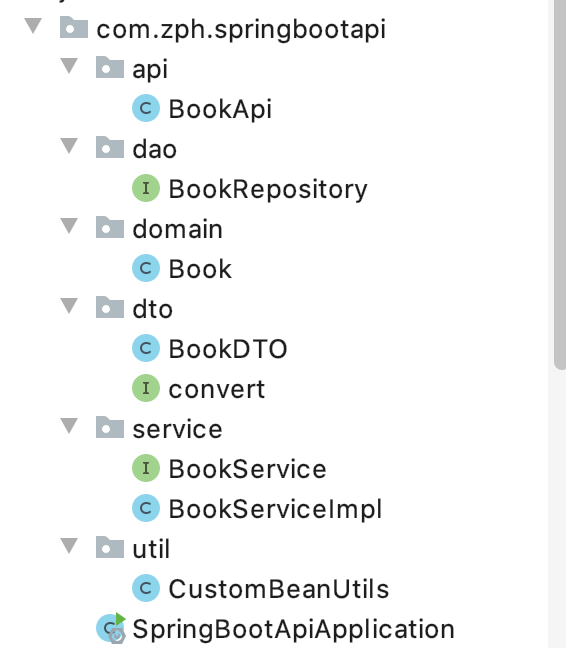 com.zph.springbootapi
api
C BookApi
dao
I BookRepository
domain
C Book
dto
C BookDTO
I convert
service
I BookService
C BookServiceImpl
util
C CustomBeanUtils
C SpringBootApiApplication